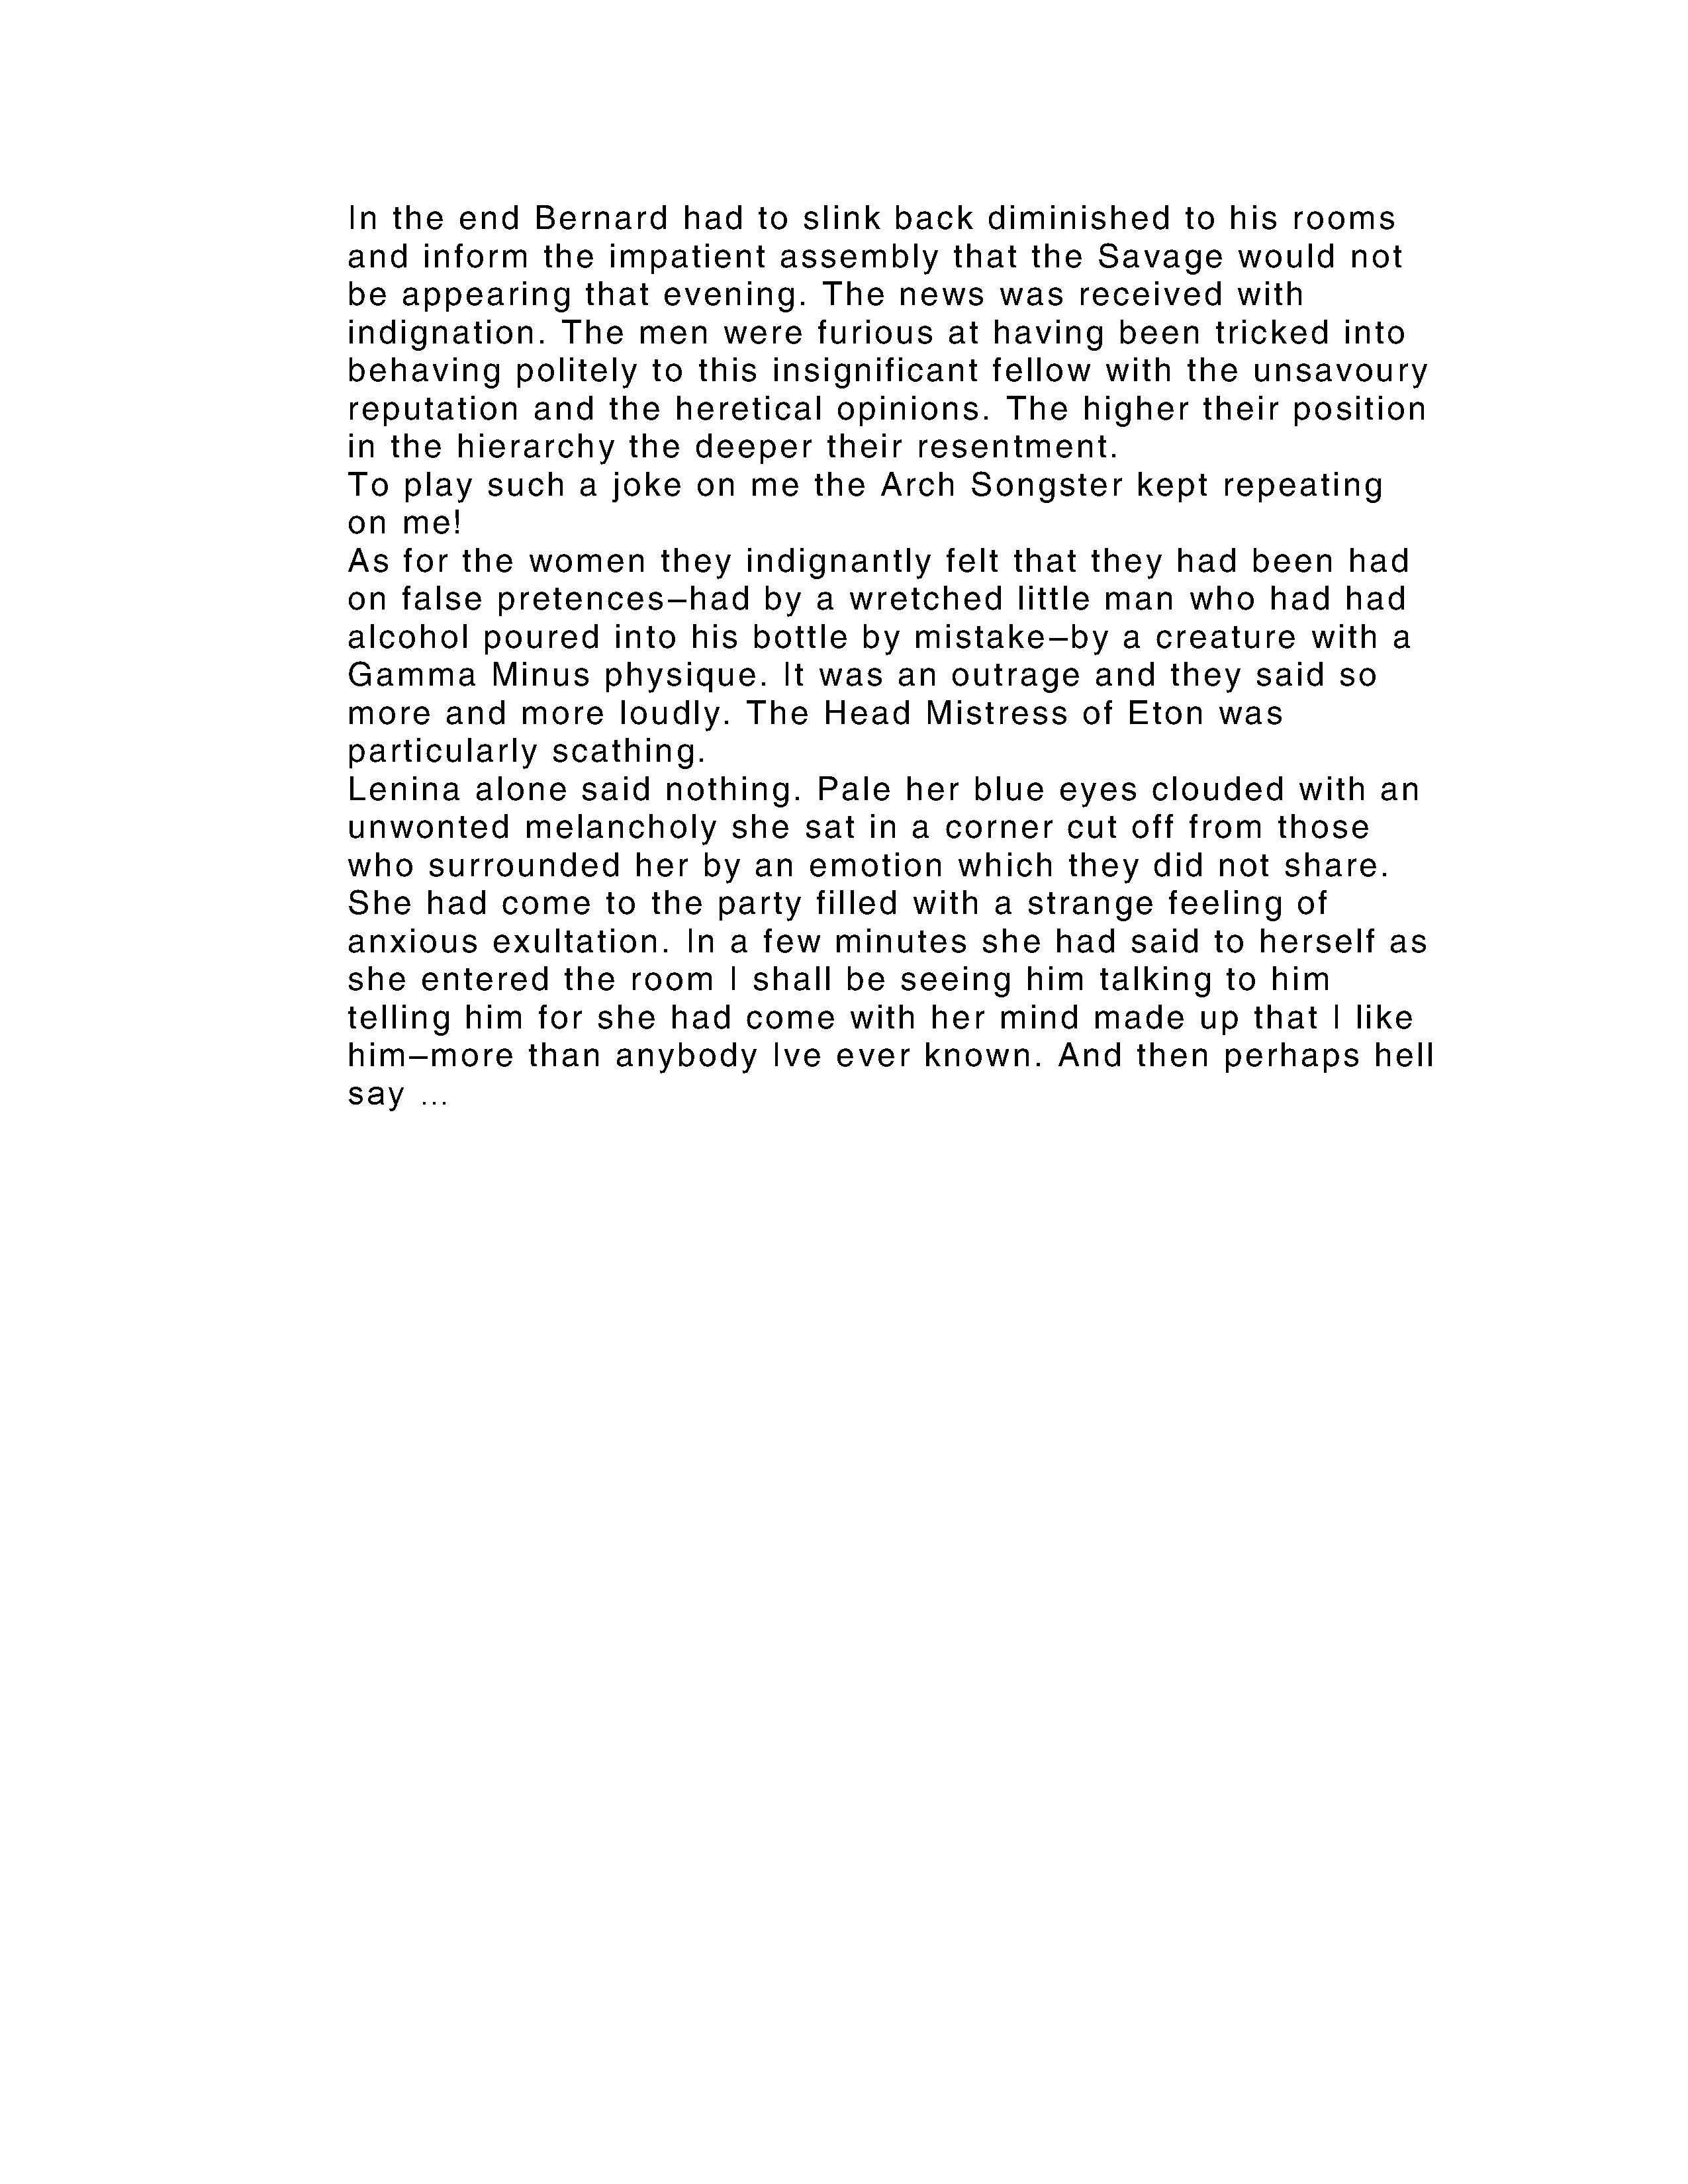 In the end Bernard had to slink back diminished to his rooms
and inform the impatient assembly that the Savage would not
be appearing that evening. The news was received with
indignation. The men were furious at having been tricked into
behaving politely to this insignificant fellow with the unsavoury
reputation and the heretical opinions. The higher their position
in the hierarchy the deeper their resentment.
To play such a joke on me the Arch Songster kept repeating
on me!
As for the women they indignantly felt that they had been had
on false pretences–had by a wretched little man who had had
alcohol poured into his bottle by mistake–by a creature with a
Gamma Minus physique. It was an outrage and they said so
more and more loudly. The Head Mistress of Eton was
particularly scathing.
Lenina alone said nothing. Pale her blue eyes clouded with an
unwonted melancholy she sat in a corner cut off from those
who surrounded her by an emotion which they did not share.
She had come to the party filled with a strange feeling of
anxious exultation. In a few minutes she had said to herself as
she entered the room I shall be seeing him talking to him
telling him for she had come with her mind made up that I like
him–more than anybody Ive ever known. And then perhaps hell
say ...